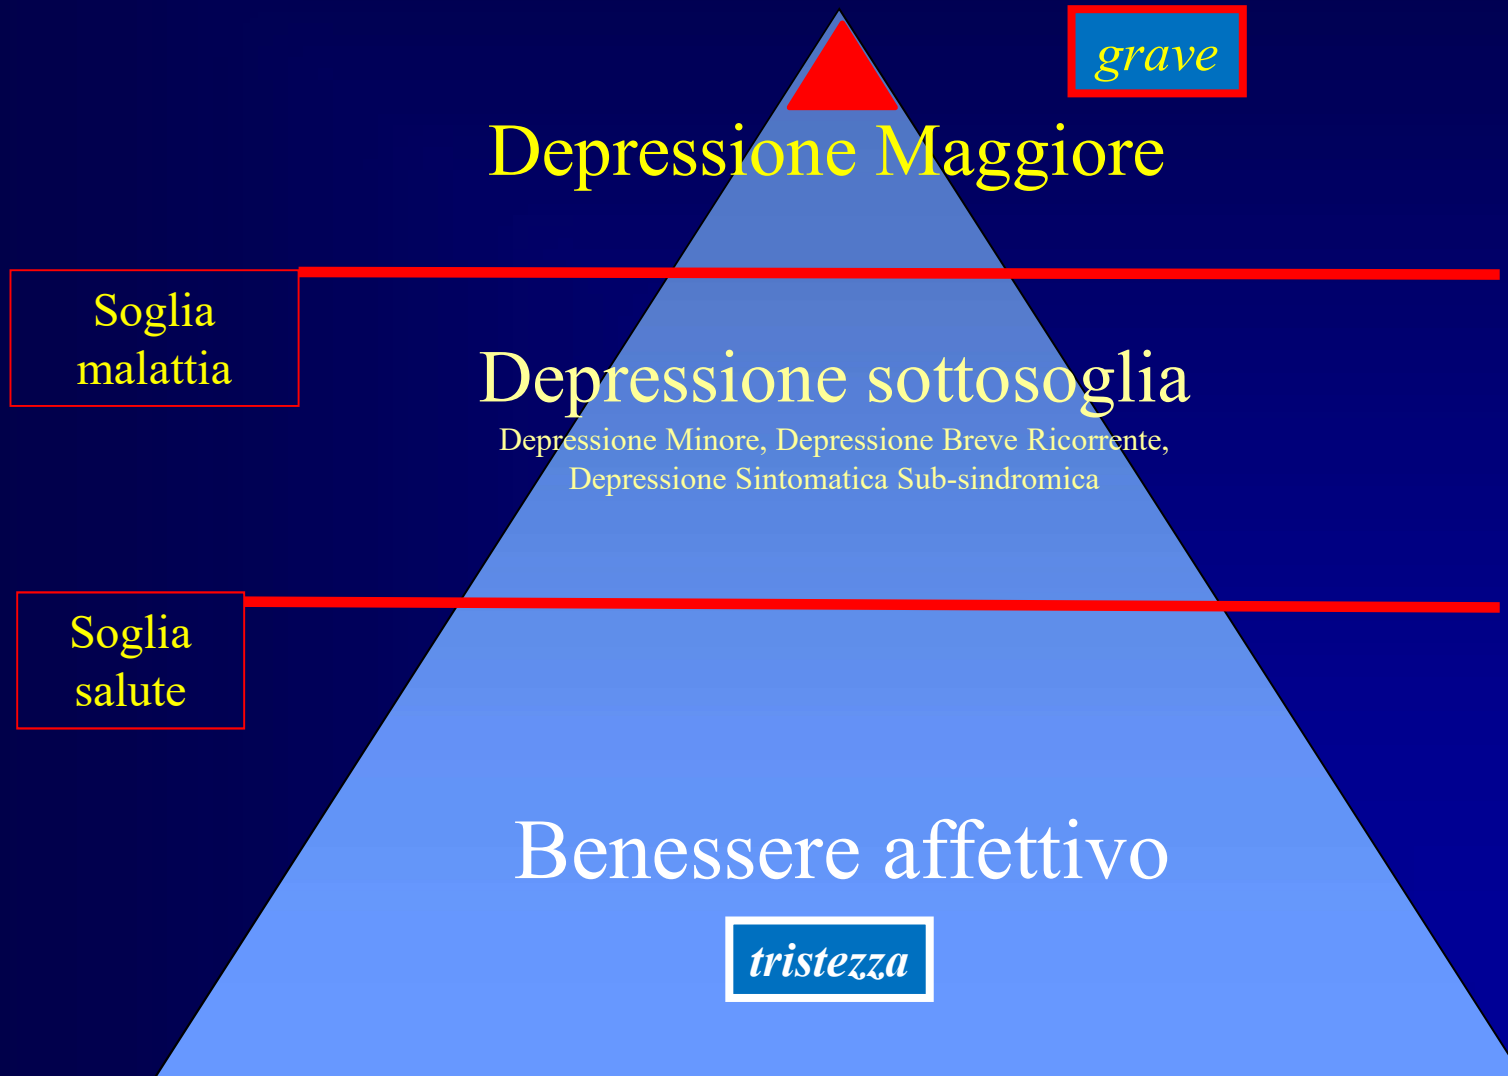 grave
Depressione Maggiore
Soglia
malattia
Depressione sottosoglia
Depressione Minore, Depressione Breve Ricorrente,
Depressione Sintomatica Sub-sindromica
Soglia
salute
Benessere affettivo
tristezza